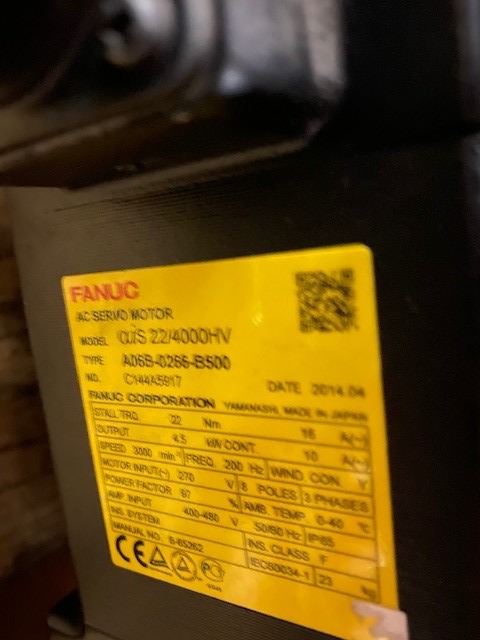 FANUC
AC SERVO MOTOR
MODEL αiS 22/4000HV
TYPE A06B-0266-B500
NO. C144A5917
DATE 2014.04
FANUC CORPORATION YAMANASHI, MADE IN JAPAN
STALL TRQ. 22 Nm 16 A(~)
OUTPUT 4.5 kW CONT. 10 A(~)
SPEED 3000 min⁻¹ FREQ. 200 Hz WIND CON. Y
MOTOR INPUT(~) 270 V 8 POLES 3 PHASES
POWER FACTOR 97 % AMB. TEMP. 0-40 ℃
AMP. INPUT 400-480 V 50/60 Hz IP65
INS. SYSTEM INS. CLASS F
MANUAL NO. B-65262 IEC60034-1 23 kg
CE